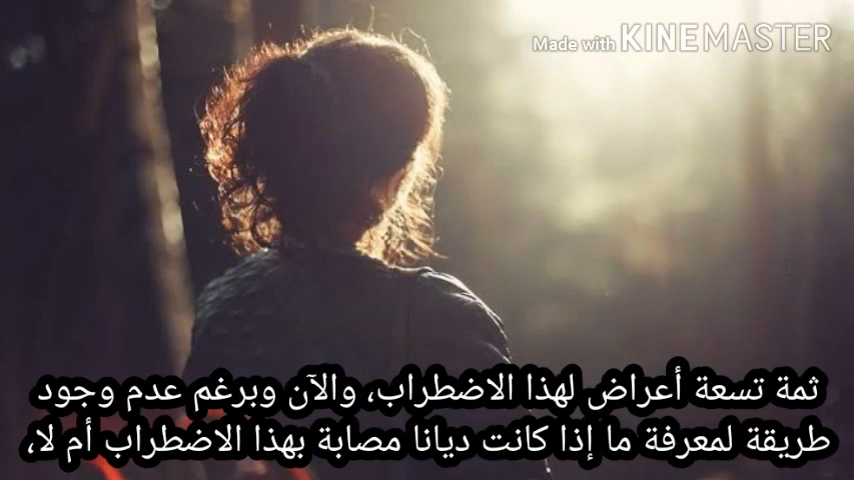 Made with KINEMASTER
ثمة تسعة أعراض لهذا الاضطراب، والآن وبرغم عدم وجود
طريقة لمعرفة ما إذا كانت ديانا مصابة بهذا الاضطراب أم لا،